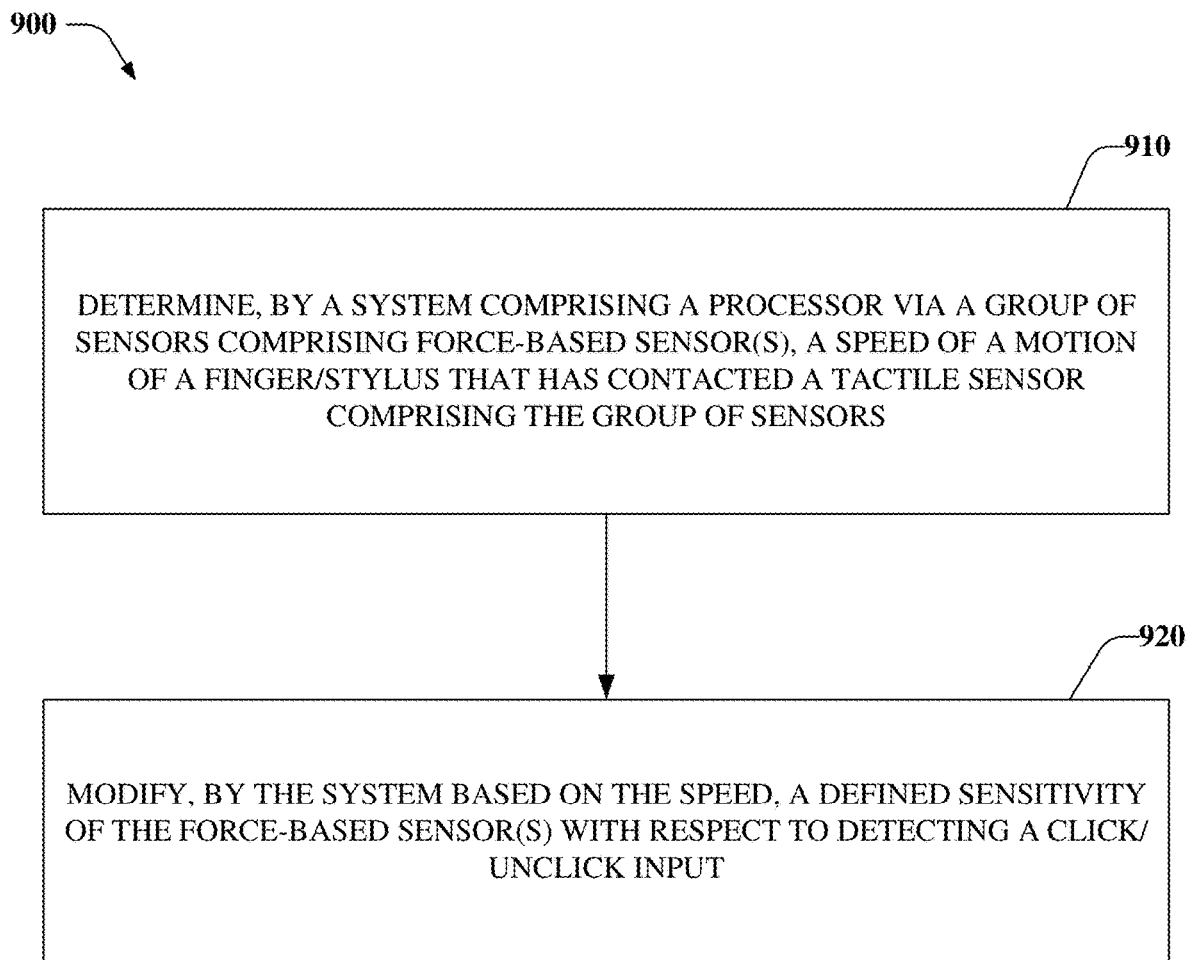 900
910
DETERMINE, BY A SYSTEM COMPRISING A PROCESSOR VIA A GROUP OF
SENSORS COMPRISING FORCE-BASED SENSOR(S), A SPEED OF A MOTION
OF A FINGER/STYLUS THAT HAS CONTACTED A TACTILE SENSOR
COMPRISING THE GROUP OF SENSORS
920
MODIFY, BY THE SYSTEM BASED ON THE SPEED, A DEFINED SENSITIVITY
OF THE FORCE-BASED SENSOR(S) WITH RESPECT TO DETECTING A CLICK/
UNCLICK INPUT